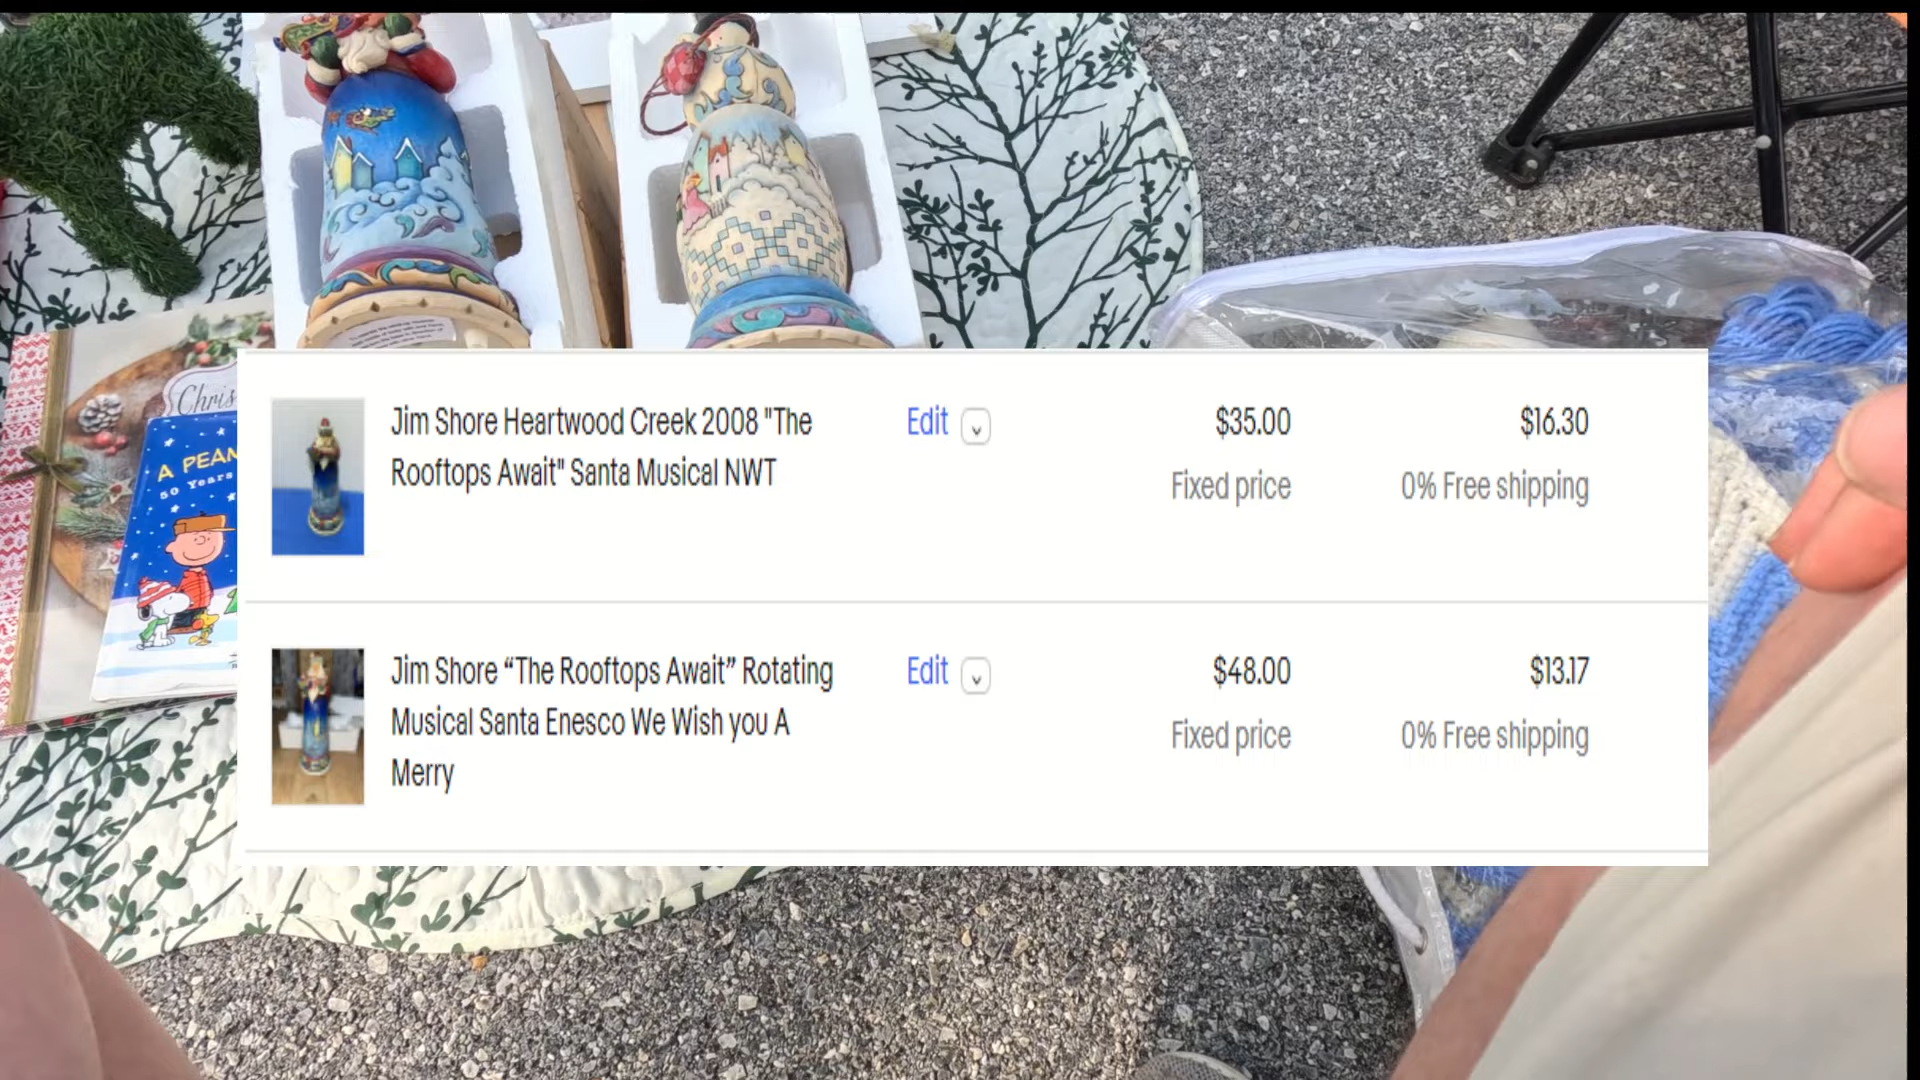 Chris
A PEAN
50 Years
Jim Shore Heartwood Creek 2008 "The
Rooftops Await" Santa Musical NWT
Edit
$35.00
$16.30
Fixed price
0% Free shipping
Jim Shore “The Rooftops Await” Rotating
Musical Santa Enesco We Wish you A
Merry
Edit
$48.00
$13.17
Fixed price
0% Free shipping